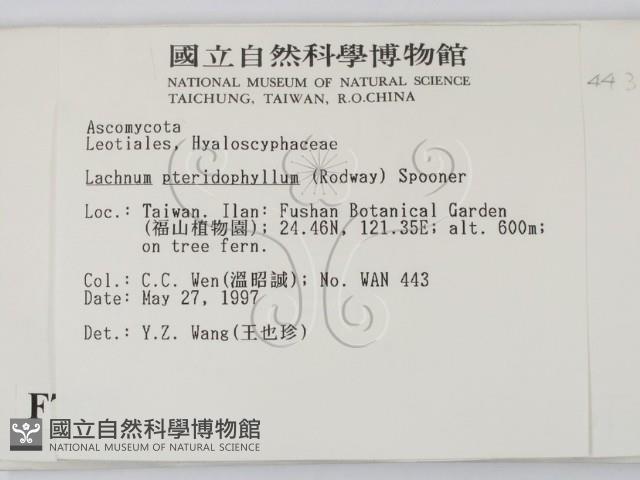 國立自然科學博物館
NATIONAL MUSEUM OF NATURAL SCIENCE
TAICHUNG, TAIWAN, R.O.CHINA
443
Ascomycota
Leotiales, Hyaloscyphaceae
Lachnum pteridophyllum (Rodway) Spooner
Loc.: Taiwan. Ilan: Fushan Botanical Garden
(福山植物園); 24.46N, 121.35E; alt. 600m;
on tree fern.
Col.: C.C. Wen(溫昭誠); No. WAN 443
Date: May 27, 1997
Det.: Y.Z. Wang(王也珍)
國立自然科學博物館
NATIONAL MUSEUM OF NATURAL SCIENCE